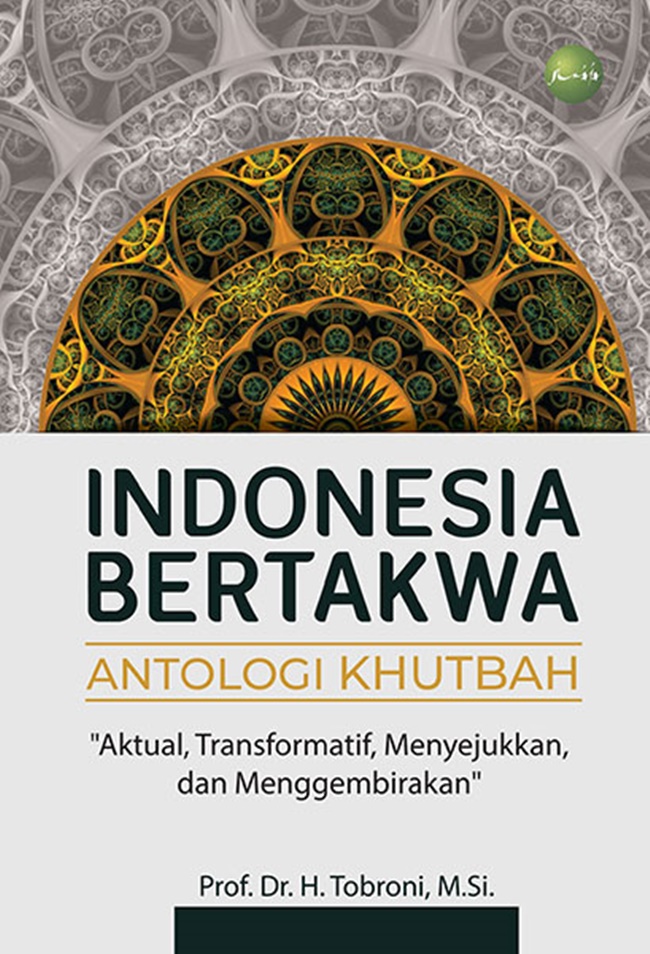 INDONESIA
BERTAKWA
ANTOLOGI KHUTBAH
"Aktual, Transformatif, Menyejukkan,
dan Menggembirakan"
Prof. Dr. H. Tobroni, M.Si.